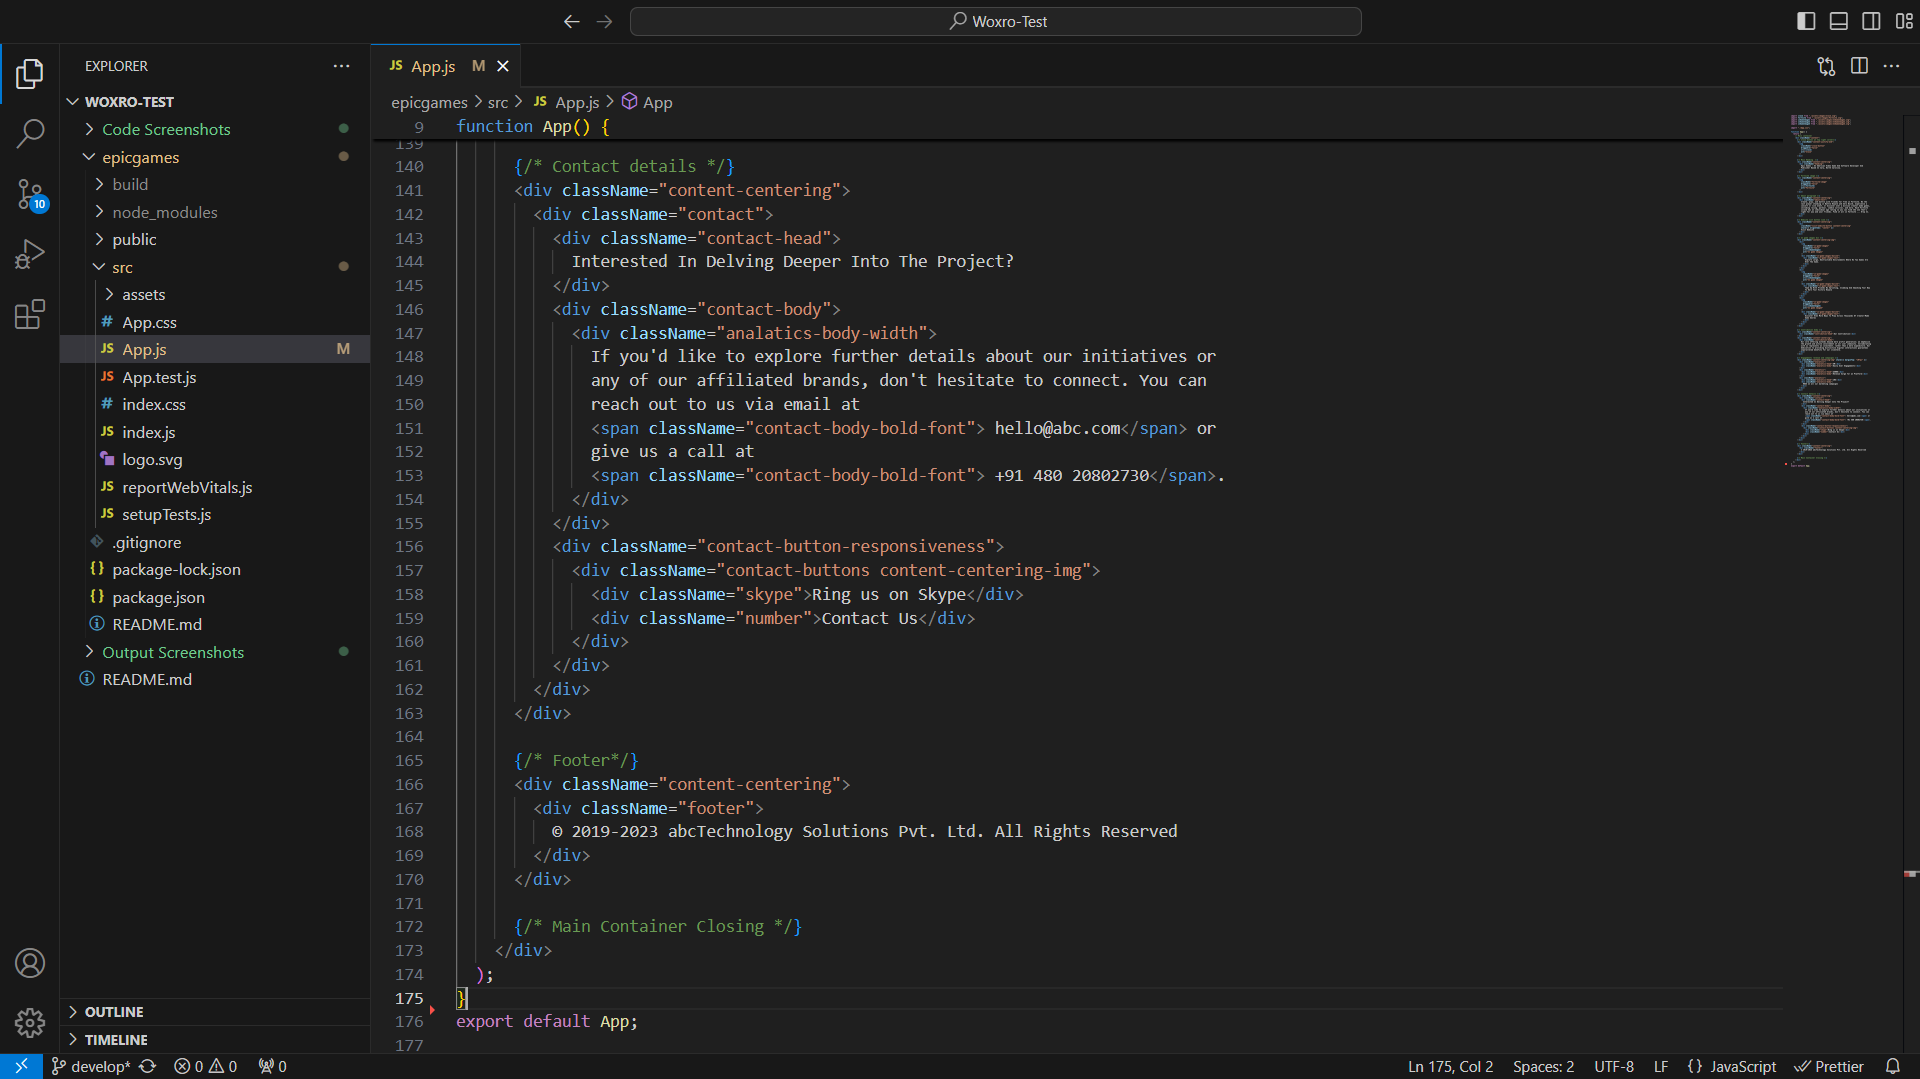 Woxro-Test
EXPLORER
WOXRO-TEST
Code Screenshots
epicgames
build
node_modules
public
src
assets
# App.css
JS App.js M
JS App.test.js
# index.css
JS index.js
logo.svg
JS reportWebVitals.js
JS setupTests.js
.gitignore
{} package-lock.json
{} package.json
README.md
Output Screenshots
README.md
OUTLINE
TIMELINE
10
JS App.js M
epicgames > src > JS App.js > App
9 function App() {
139
140 {/* Contact details */}
141 <div className="content-centering">
142 <div className="contact">
143 <div className="contact-head">
144 Interested In Delving Deeper Into The Project?
145 </div>
146 <div className="contact-body">
147 <div className="analatics-body-width">
148 If you'd like to explore further details about our initiatives or
149 any of our affiliated brands, don't hesitate to connect. You can
150 reach out to us via email at
151 <span className="contact-body-bold-font"> hello@abc.com</span> or
152 give us a call at
153 <span className="contact-body-bold-font"> +91 480 20802730</span>.
154 </div>
155 </div>
156 <div className="contact-button-responsiveness">
157 <div className="contact-buttons content-centering-img">
158 <div className="skype">Ring us on Skype</div>
159 <div className="number">Contact Us</div>
160 </div>
161 </div>
162 </div>
163 </div>
164
165 {/* Footer*/}
166 <div className="content-centering">
167 <div className="footer">
168 © 2019-2023 abcTechnology Solutions Pvt. Ltd. All Rights Reserved
169 </div>
170 </div>
171
172 {/* Main Container Closing */}
173 </div>
174 );
175 }
176 export default App;
177
develop* 0 0 0 Ln 175, Col 2 Spaces: 2 UTF-8 LF {} JavaScript Prettier